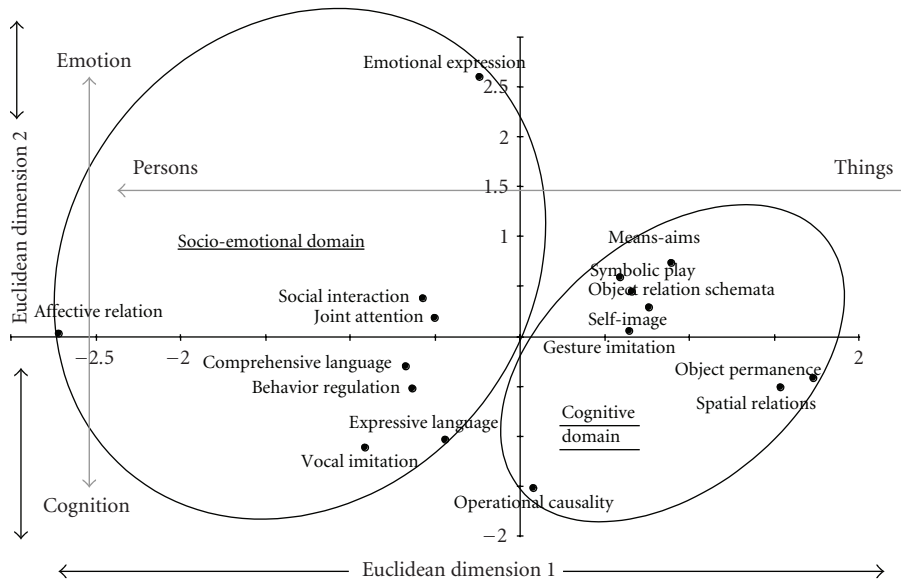 Emotion
Emotional expression
2.5
2
Persons
Things
1.5
Euclidean dimension 2
Socio-emotional domain
1
Means-aims
Symbolic play
Object relation schemata
Social interaction
Joint attention
Self-image
Affective relation
Gesture imitation
−2.5
−2
2
Comprehensive language
Object permanence
Behavior regulation
Spatial relations
Expressive language
Cognitive
domain
Vocal imitation
Cognition
Operational causality
−2
Euclidean dimension 1